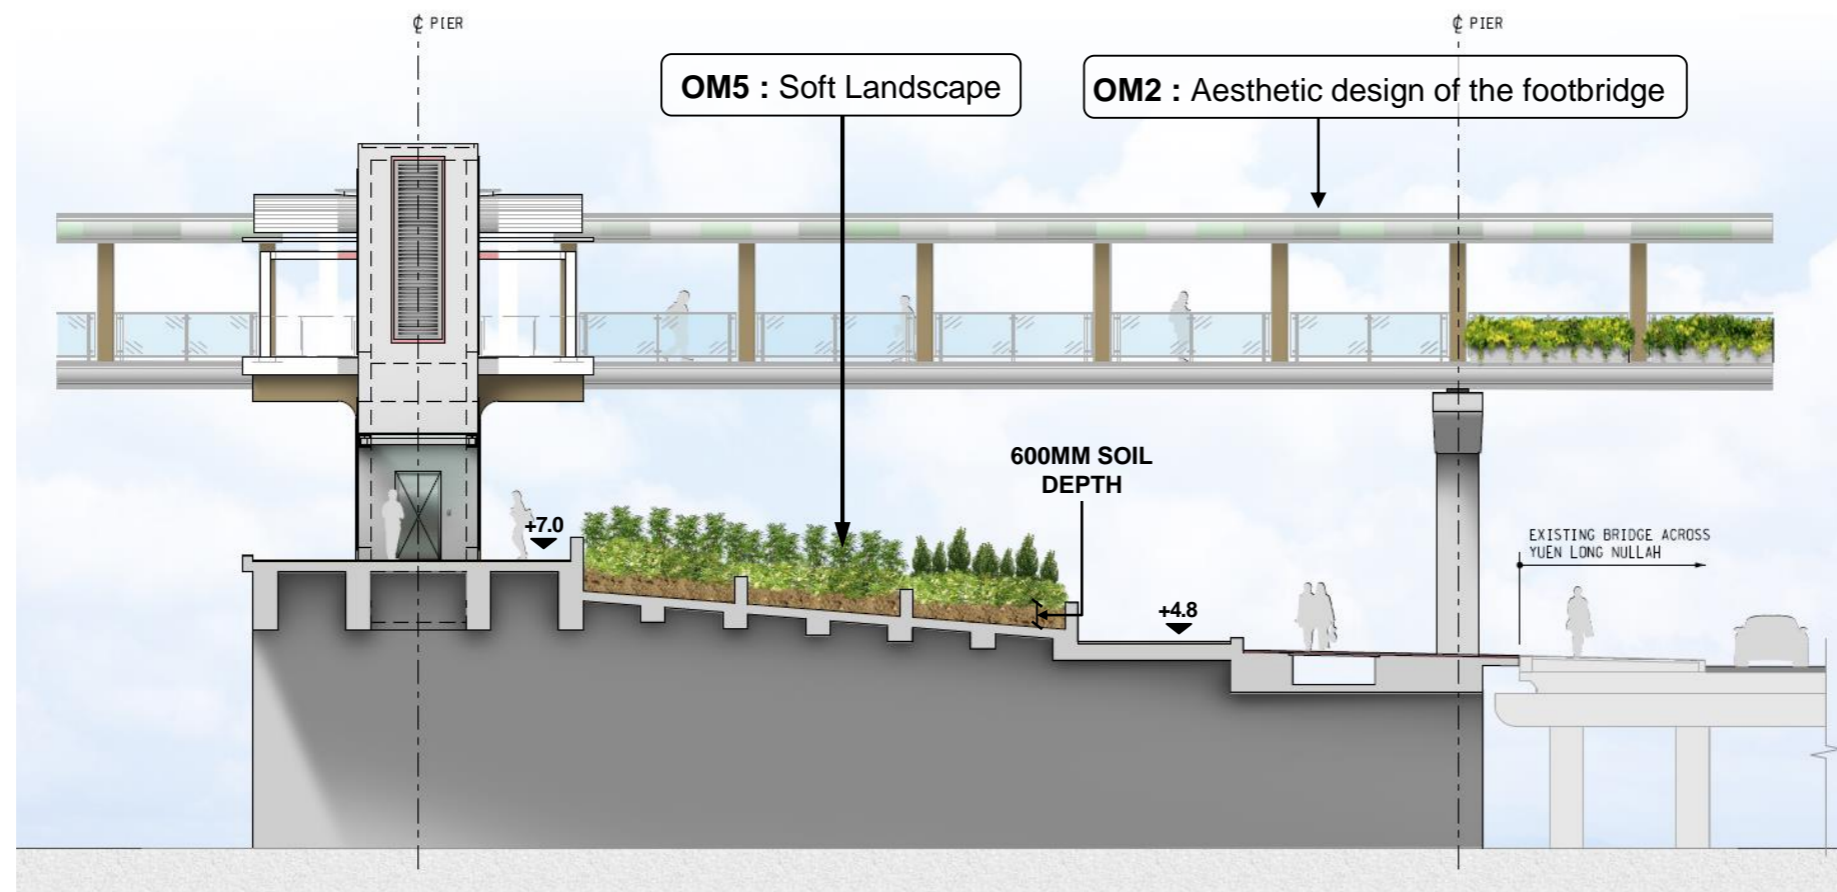 ℄ PIER
℄ PIER
OM5 : Soft Landscape
OM2 : Aesthetic design of the footbridge
600MM SOIL
DEPTH
+7.0
EXISTING BRIDGE ACROSS
YUEN LONG NULLAH
+4.8